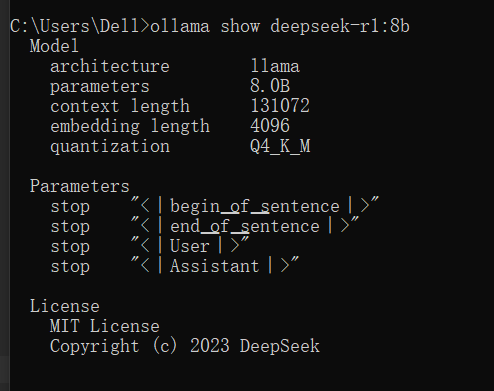 C:\Users\Dell>ollama show deepseek-r1:8b
Model
architecture llama
parameters 8.0B
context length 131072
embedding length 4096
quantization Q4_K_M
Parameters
stop "<｜begin▁of▁sentence｜>"
stop "<｜end▁of▁sentence｜>"
stop "<｜User｜>"
stop "<｜Assistant｜>"
License
MIT License
Copyright (c) 2023 DeepSeek